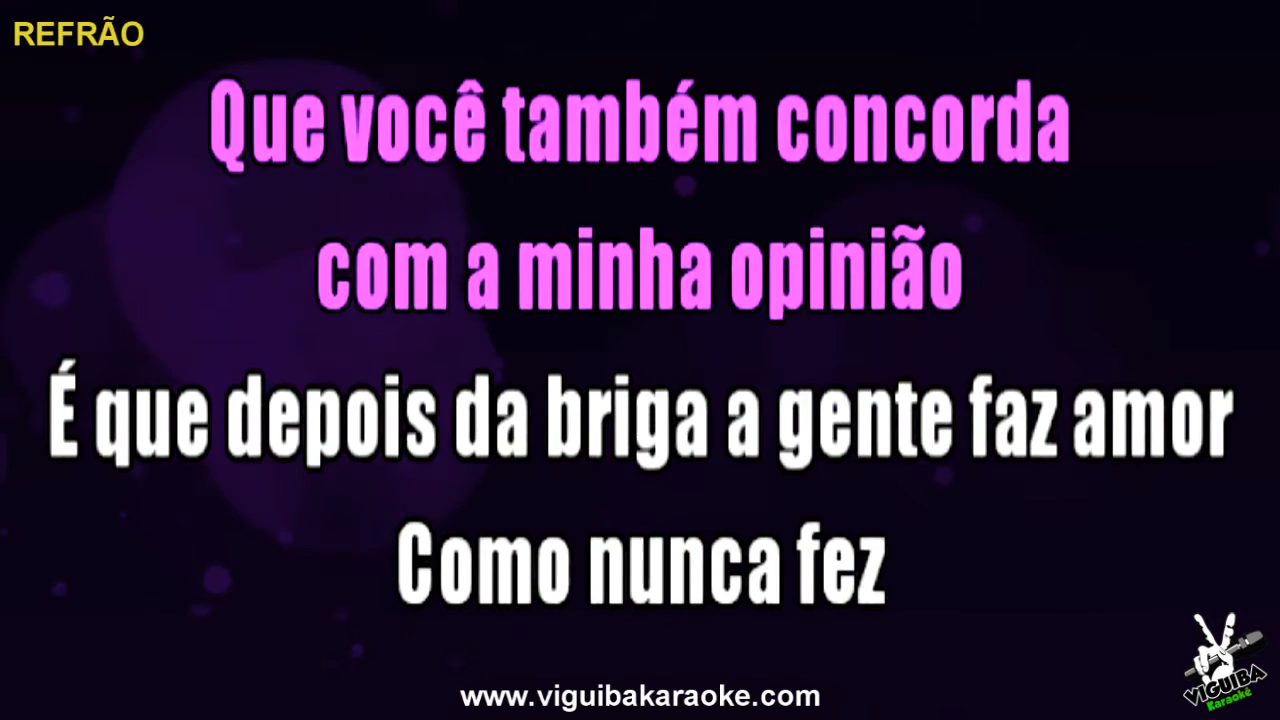 REFRÃO
Que você também concorda
com a minha opinião
É que depois da briga a gente faz amor
Como nunca fez
www.viguibakaraoke.com
VIGUIBA
Karaokê